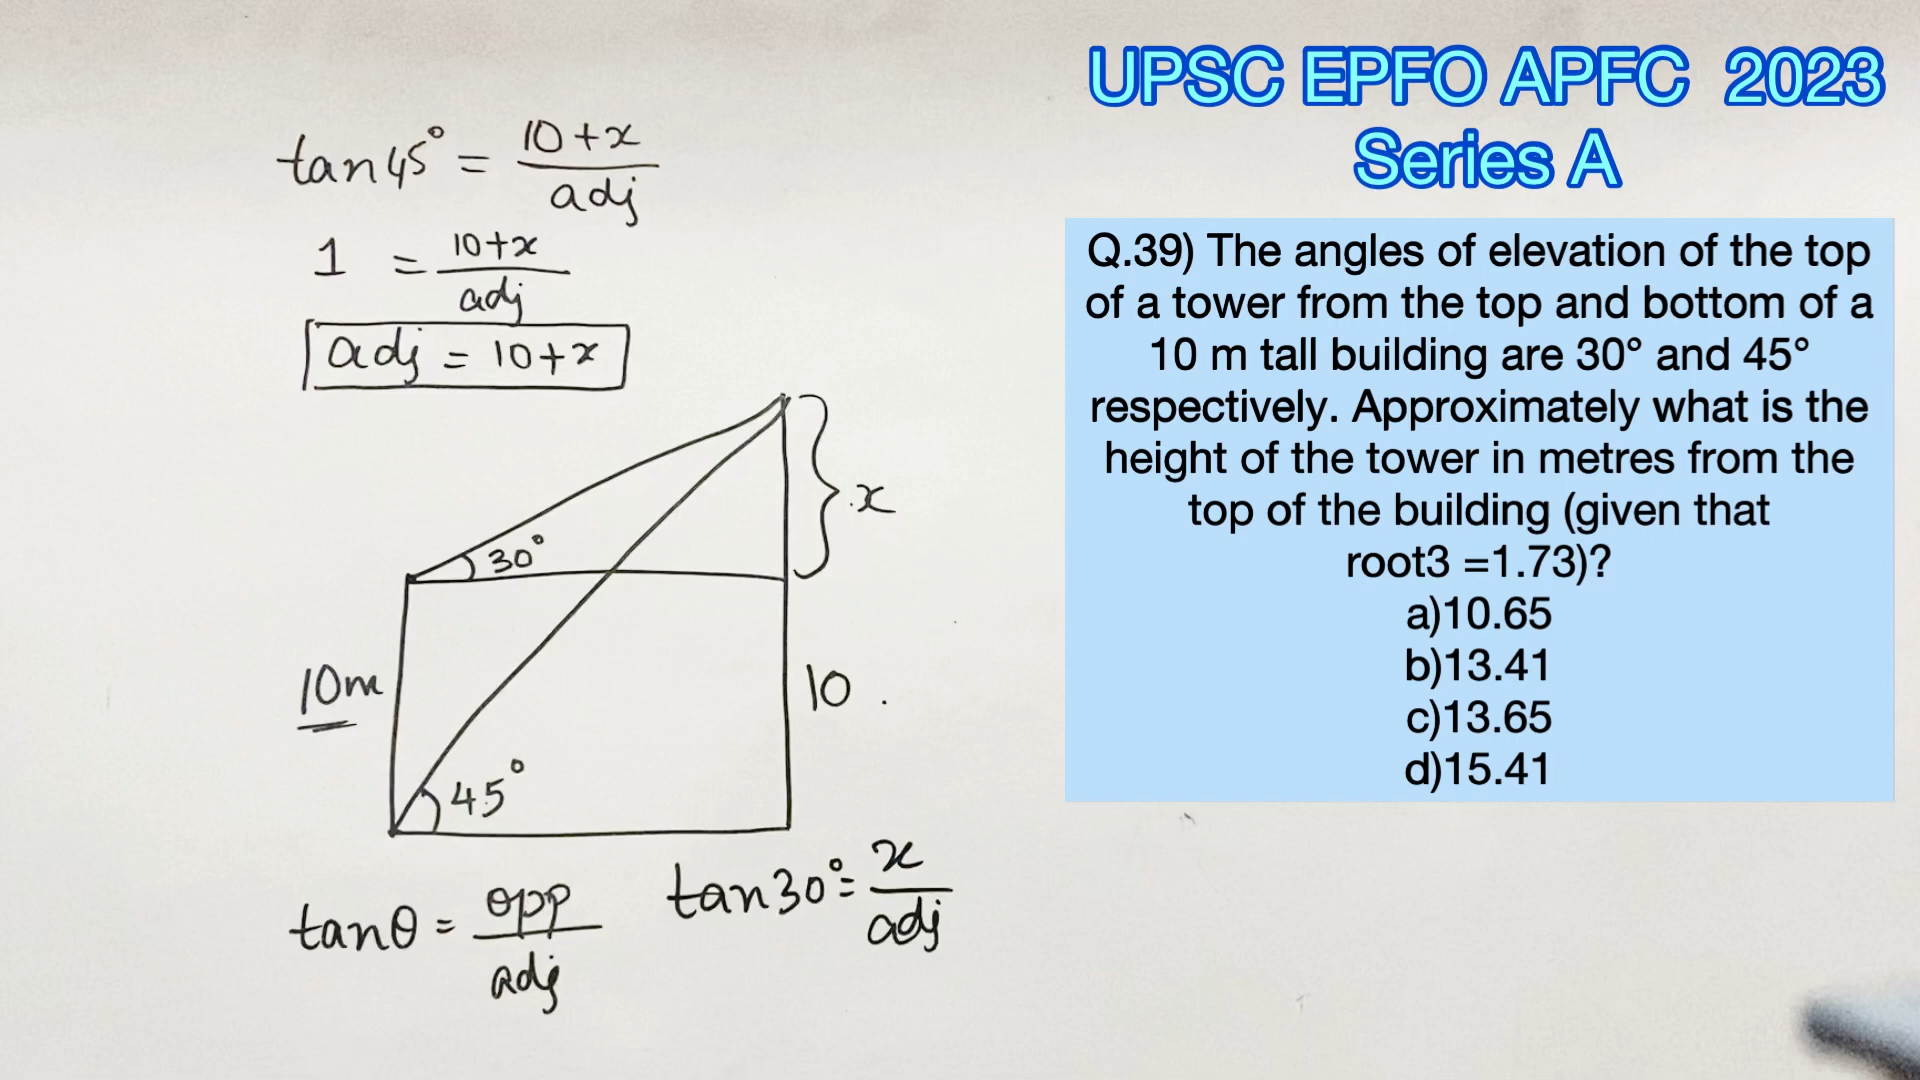 UPSC EPFO APFC 2023
Series A
tan45° = 10+x / adj
1 = 10+x / adj
adj = 10+x
30°
x
10m
10
45°
tanθ = opp / adj
tan30° = x / adj
Q.39) The angles of elevation of the top
of a tower from the top and bottom of a
10 m tall building are 30° and 45°
respectively. Approximately what is the
height of the tower in metres from the
top of the building (given that
root3 =1.73)?
a)10.65
b)13.41
c)13.65
d)15.41